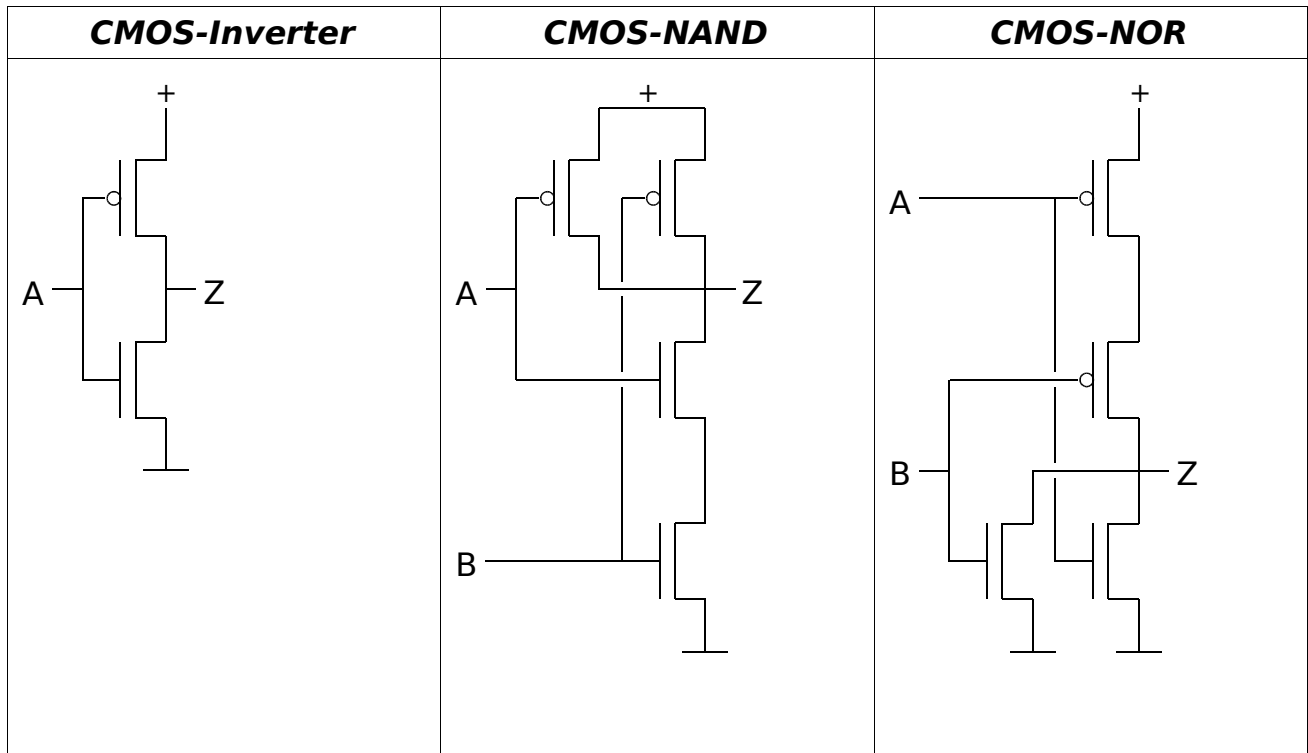 CMOS-Inverter
CMOS-NAND
CMOS-NOR
+
A
Z
+
A
Z
B
+
A
B
Z